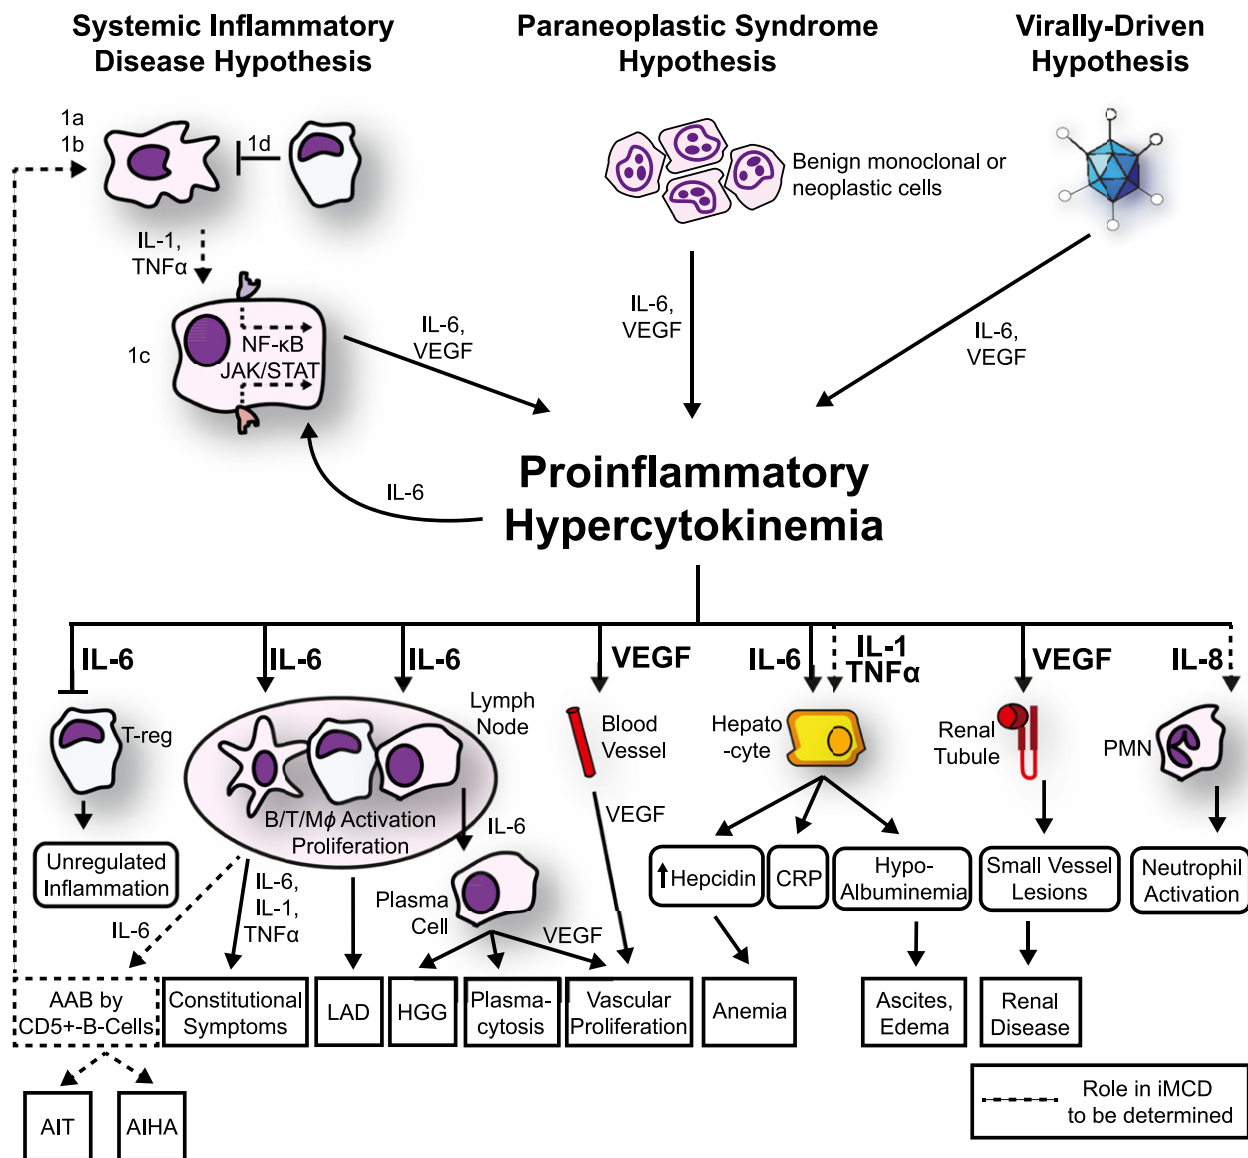 Systemic Inflammatory
Disease Hypothesis
Paraneoplastic Syndrome
Hypothesis
Virally-Driven
Hypothesis
1a
1b
1d
Benign monoclonal or
neoplastic cells
IL-1,
TNFα
1c
NF-κB
JAK/STAT
IL-6,
VEGF
IL-6,
VEGF
IL-6,
VEGF
Proinflammatory
Hypercytokinemia
IL-6
IL-6
IL-6
IL-6
VEGF
IL-6
IL-1
TNFα
VEGF
IL-8
T-reg
Lymph
Node
Blood
Vessel
Hepato
-cyte
Renal
Tubule
PMN
B/T/Mϕ Activation
Proliferation
IL-6
VEGF
Unregulated
Inflammation
IL-6,
IL-1,
TNFα
IL-6
Plasma
Cell
VEGF
Hepcidin
CRP
Hypo-
Albuminemia
Small Vessel
Lesions
Neutrophil
Activation
AAB by
CD5+-B-Cells
Constitutional
Symptoms
LAD
HGG
Plasma-
cytosis
Vascular
Proliferation
Anemia
Ascites,
Edema
Renal
Disease
AIT
AIHA
Role in iMCD
to be determined